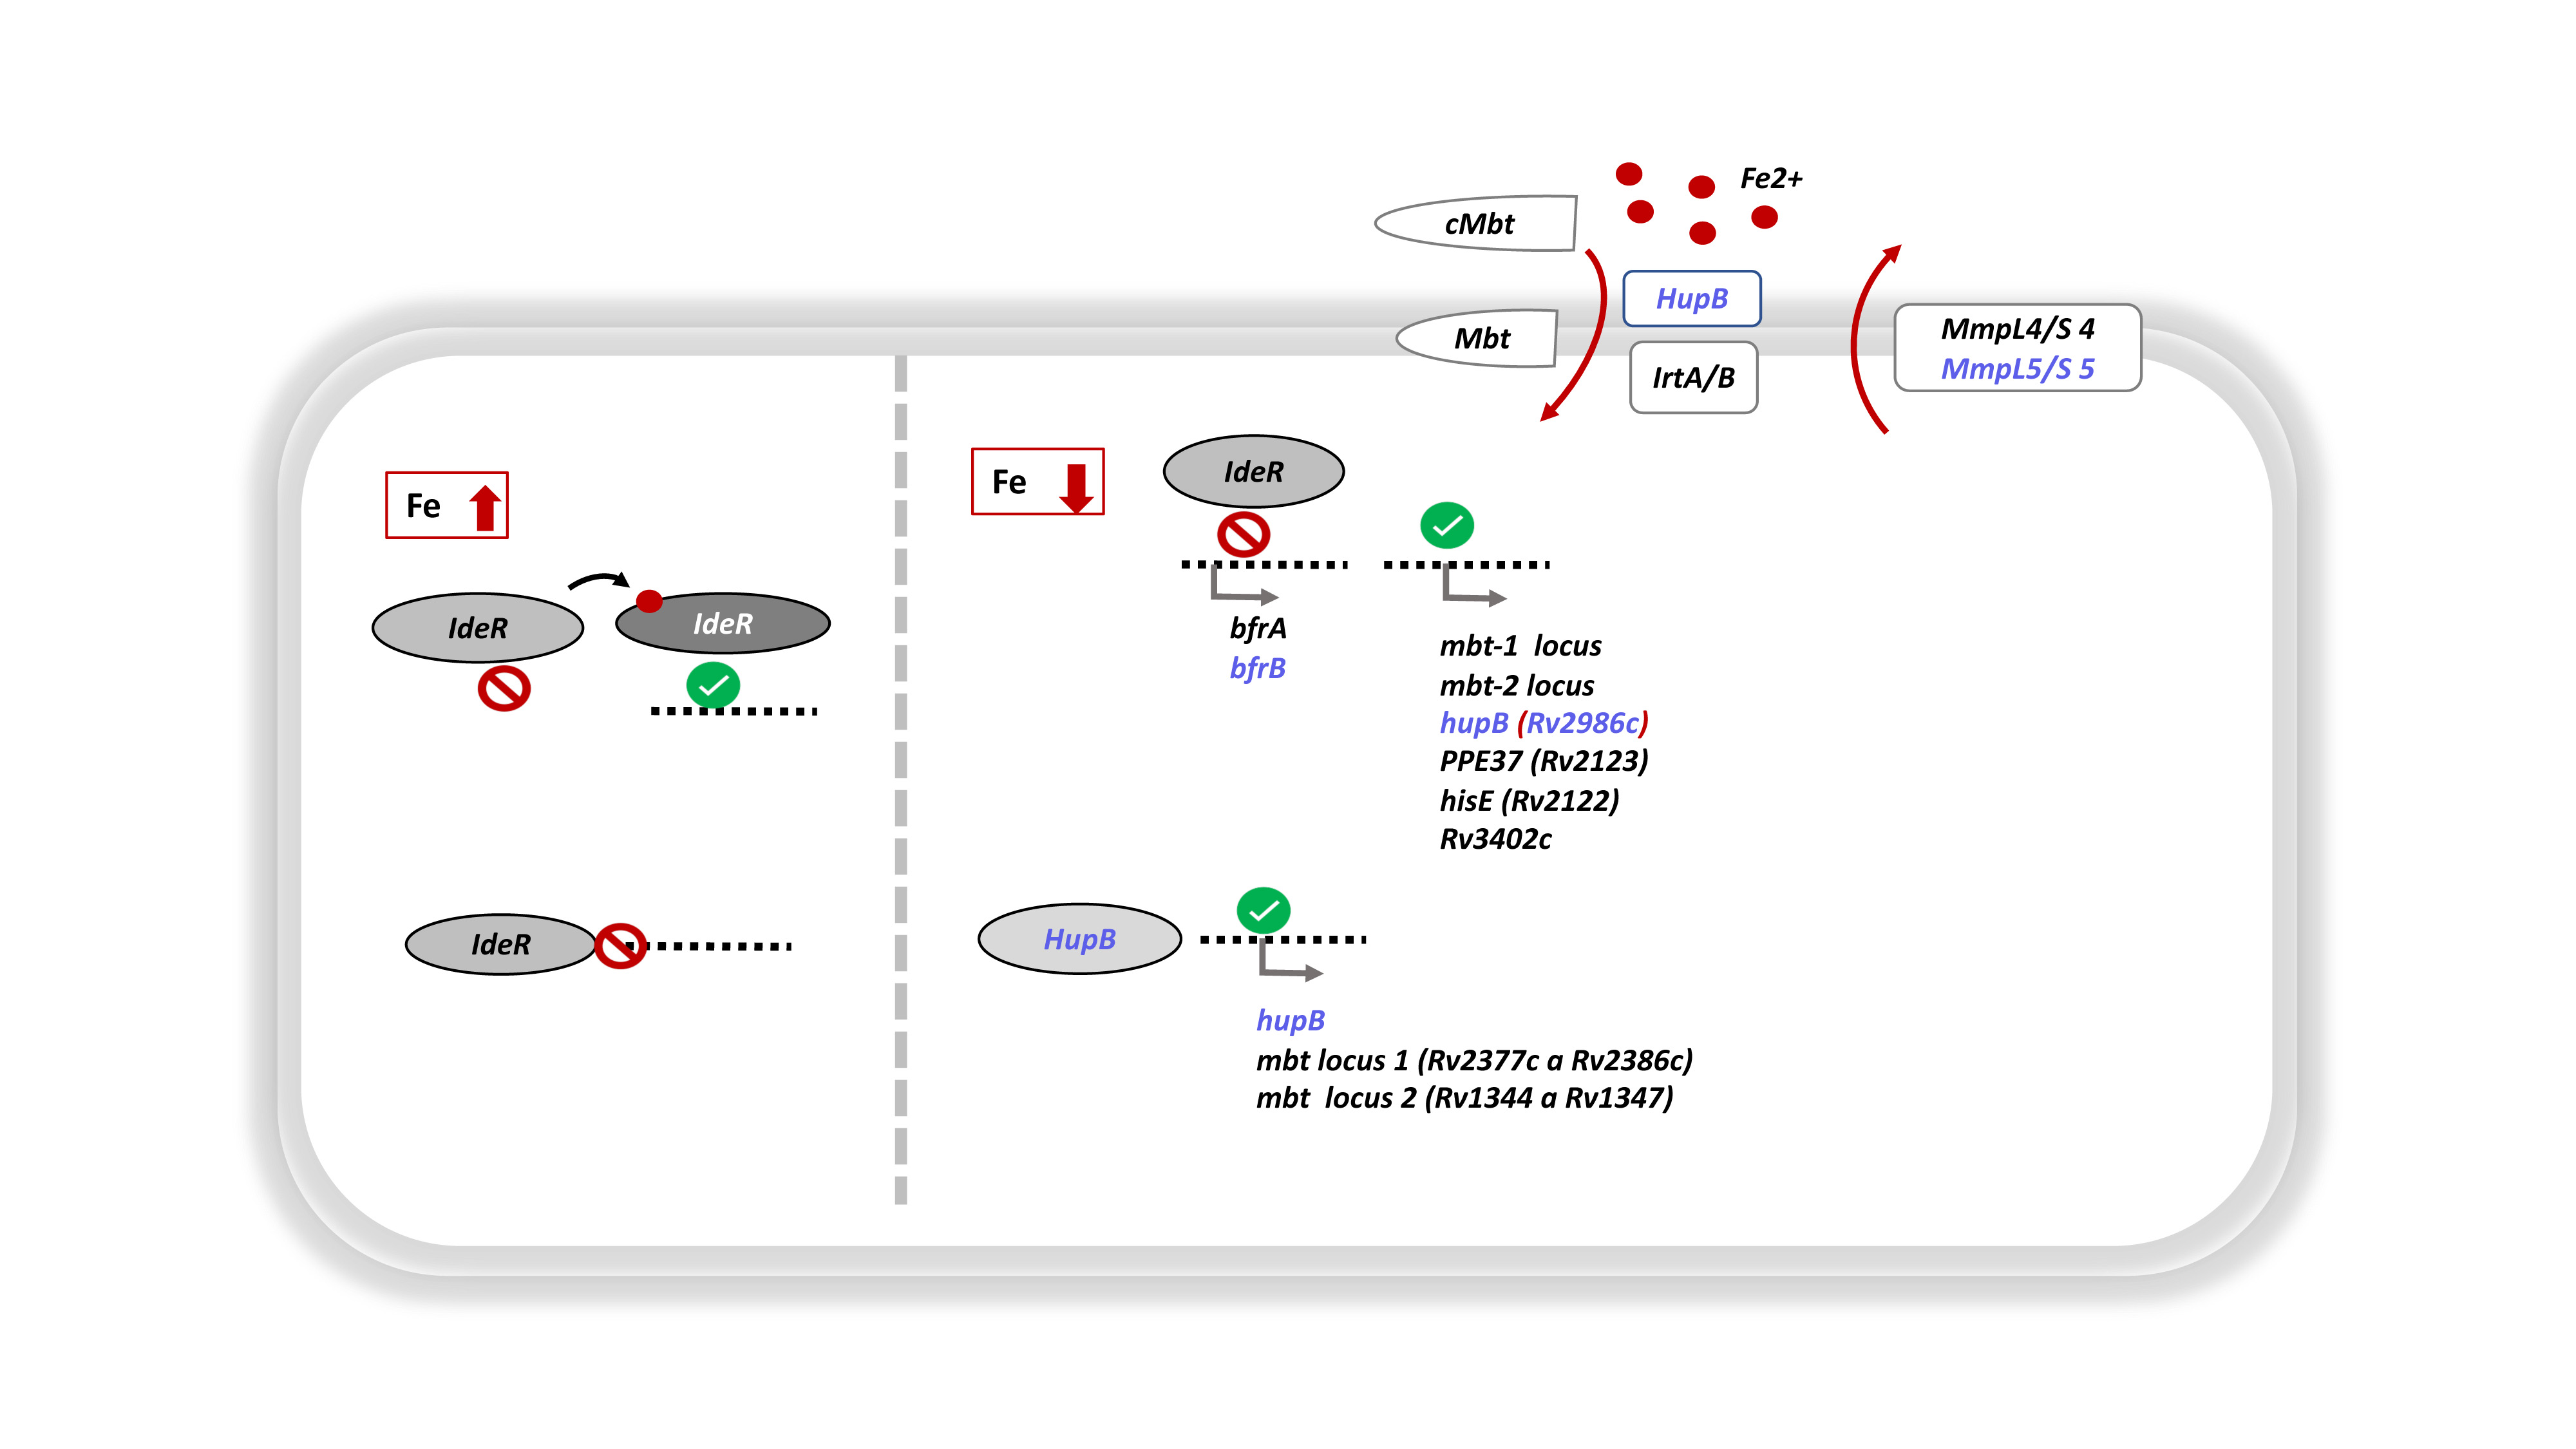 Fe2+
cMbt
HupB
Mbt
IrtA/B
MmpL4/S 4
MmpL5/S 5
Fe
IdeR
IdeR
IdeR
Fe
IdeR
bfrA
bfrB
mbt-1 locus
mbt-2 locus
hupB (Rv2986c)
PPE37 (Rv2123)
hisE (Rv2122)
Rv3402c
HupB
hupB
mbt locus 1 (Rv2377c a Rv2386c)
mbt locus 2 (Rv1344 a Rv1347)